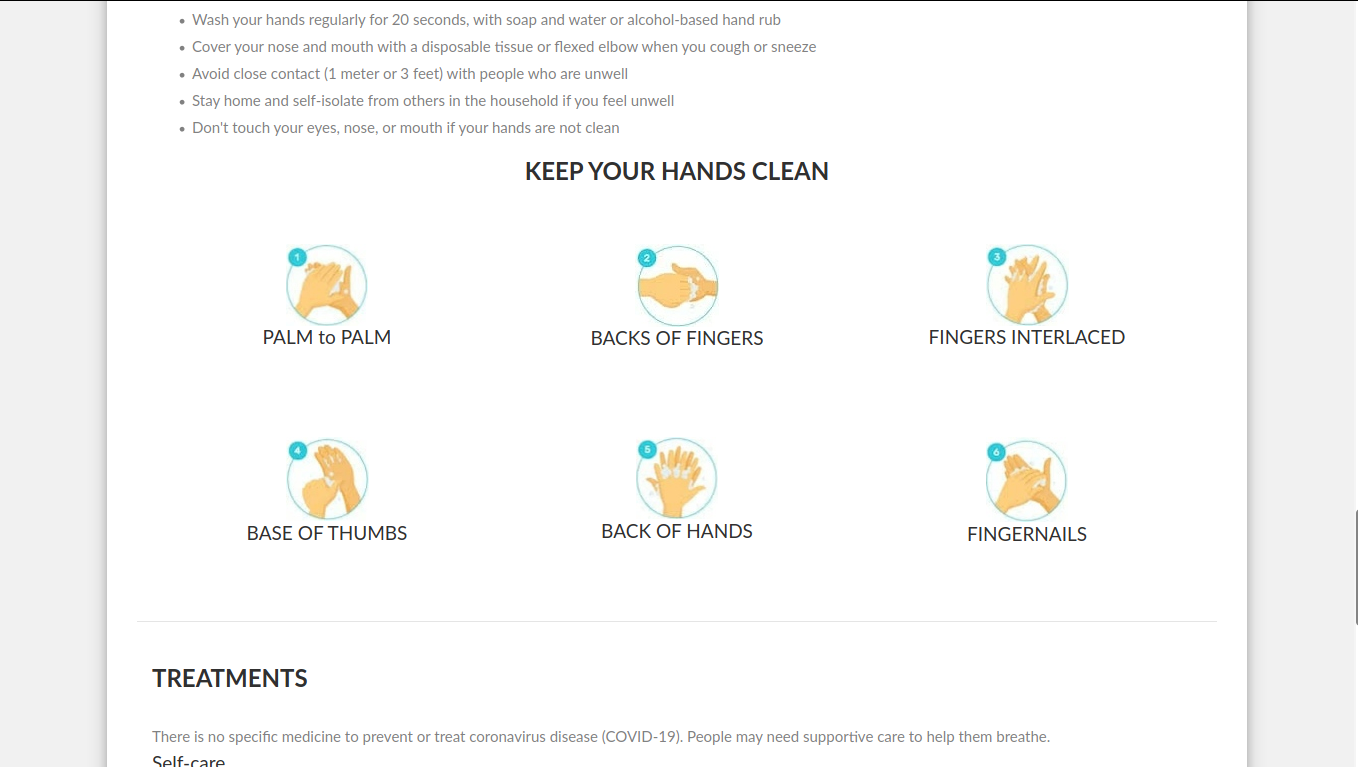 Wash your hands regularly for 20 seconds, with soap and water or alcohol-based hand rub
Cover your nose and mouth with a disposable tissue or flexed elbow when you cough or sneeze
Avoid close contact (1 meter or 3 feet) with people who are unwell
Stay home and self-isolate from others in the household if you feel unwell
Don't touch your eyes, nose, or mouth if your hands are not clean
KEEP YOUR HANDS CLEAN
1
PALM to PALM
2
BACKS OF FINGERS
3
FINGERS INTERLACED
4
BASE OF THUMBS
5
BACK OF HANDS
6
FINGERNAILS
TREATMENTS
There is no specific medicine to prevent or treat coronavirus disease (COVID-19). People may need supportive care to help them breathe.
Self-care